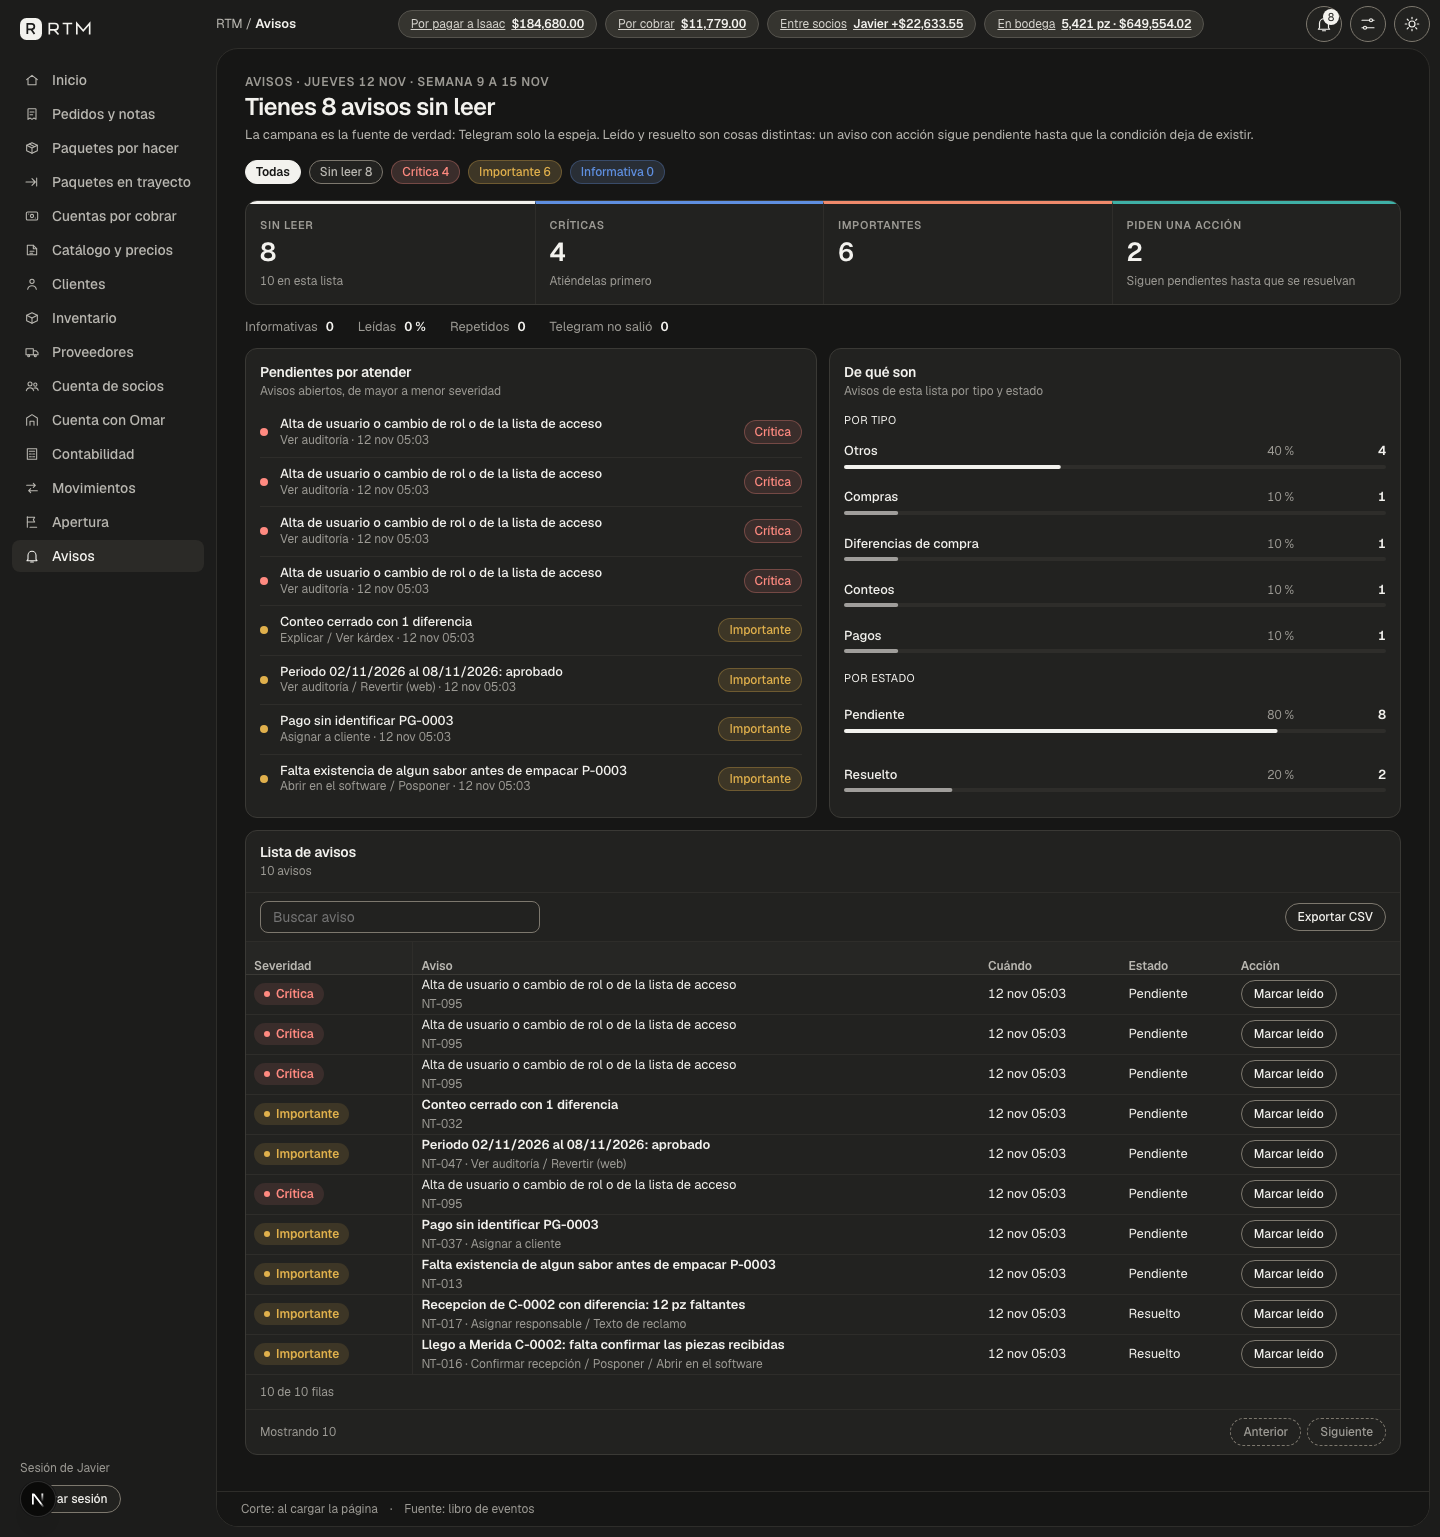 R RTM
RTM / Avisos
Por pagar a Isaac $184,680.00
Por cobrar $11,779.00
Entre socios Javier +$22,633.55
En bodega 5,421 pz · $649,554.02
8
Inicio
Pedidos y notas
Paquetes por hacer
Paquetes en trayecto
Cuentas por cobrar
Catálogo y precios
Clientes
Inventario
Proveedores
Cuenta de socios
Cuenta con Omar
Contabilidad
Movimientos
Apertura
Avisos
AVISOS · JUEVES 12 NOV · SEMANA 9 A 15 NOV
Tienes 8 avisos sin leer
La campana es la fuente de verdad: Telegram solo la espeja. Leído y resuelto son cosas distintas: un aviso con acción sigue pendiente hasta que la condición deja de existir.
Todas
Sin leer 8
Crítica 4
Importante 6
Informativa 0
SIN LEER
8
10 en esta lista
CRÍTICAS
4
Atiéndelas primero
IMPORTANTES
6
PIDEN UNA ACCIÓN
2
Siguen pendientes hasta que se resuelvan
Informativas 0
Leídas 0 %
Repetidos 0
Telegram no salió 0
Pendientes por atender
Avisos abiertos, de mayor a menor severidad
Alta de usuario o cambio de rol o de la lista de acceso
Ver auditoría · 12 nov 05:03
Crítica
Alta de usuario o cambio de rol o de la lista de acceso
Ver auditoría · 12 nov 05:03
Crítica
Alta de usuario o cambio de rol o de la lista de acceso
Ver auditoría · 12 nov 05:03
Crítica
Alta de usuario o cambio de rol o de la lista de acceso
Ver auditoría · 12 nov 05:03
Crítica
Conteo cerrado con 1 diferencia
Explicar / Ver kárdex · 12 nov 05:03
Importante
Periodo 02/11/2026 al 08/11/2026: aprobado
Ver auditoría / Revertir (web) · 12 nov 05:03
Importante
Pago sin identificar PG-0003
Asignar a cliente · 12 nov 05:03
Importante
Falta existencia de algun sabor antes de empacar P-0003
Abrir en el software / Posponer · 12 nov 05:03
Importante
De qué son
Avisos de esta lista por tipo y estado
POR TIPO
Otros 40 % 4
Compras 10 % 1
Diferencias de compra 10 % 1
Conteos 10 % 1
Pagos 10 % 1
POR ESTADO
Pendiente 80 % 8
Resuelto 20 % 2
Lista de avisos
10 avisos
Buscar aviso
Exportar CSV
Severidad Aviso Cuándo Estado Acción
Crítica Alta de usuario o cambio de rol o de la lista de acceso 12 nov 05:03 Pendiente Marcar leído
NT-095
Crítica Alta de usuario o cambio de rol o de la lista de acceso 12 nov 05:03 Pendiente Marcar leído
NT-095
Crítica Alta de usuario o cambio de rol o de la lista de acceso 12 nov 05:03 Pendiente Marcar leído
NT-095
Importante Conteo cerrado con 1 diferencia 12 nov 05:03 Pendiente Marcar leído
NT-032
Importante Periodo 02/11/2026 al 08/11/2026: aprobado 12 nov 05:03 Pendiente Marcar leído
NT-047 · Ver auditoría / Revertir (web)
Crítica Alta de usuario o cambio de rol o de la lista de acceso 12 nov 05:03 Pendiente Marcar leído
NT-095
Importante Pago sin identificar PG-0003 12 nov 05:03 Pendiente Marcar leído
NT-037 · Asignar a cliente
Importante Falta existencia de algun sabor antes de empacar P-0003 12 nov 05:03 Pendiente Marcar leído
NT-013
Importante Recepcion de C-0002 con diferencia: 12 pz faltantes 12 nov 05:03 Resuelto Marcar leído
NT-017 · Asignar responsable / Texto de reclamo
Importante Llego a Merida C-0002: falta confirmar las piezas recibidas 12 nov 05:03 Resuelto Marcar leído
NT-016 · Confirmar recepción / Posponer / Abrir en el software
10 de 10 filas
Mostrando 10
Anterior
Siguiente
Sesión de Javier
N
ar sesión
Corte: al cargar la página · Fuente: libro de eventos